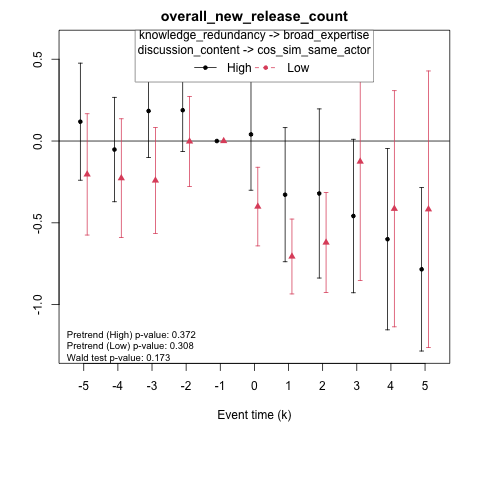 overall_new_release_count
knowledge_redundancy -> broad_expertise
discussion_content -> cos_sim_same_actor
High Low
0.5
0.0
-0.5
-1.0
Pretrend (High) p-value: 0.372
Pretrend (Low) p-value: 0.308
Wald test p-value: 0.173
-5 -4 -3 -2 -1 0 1 2 3 4 5
Event time (k)